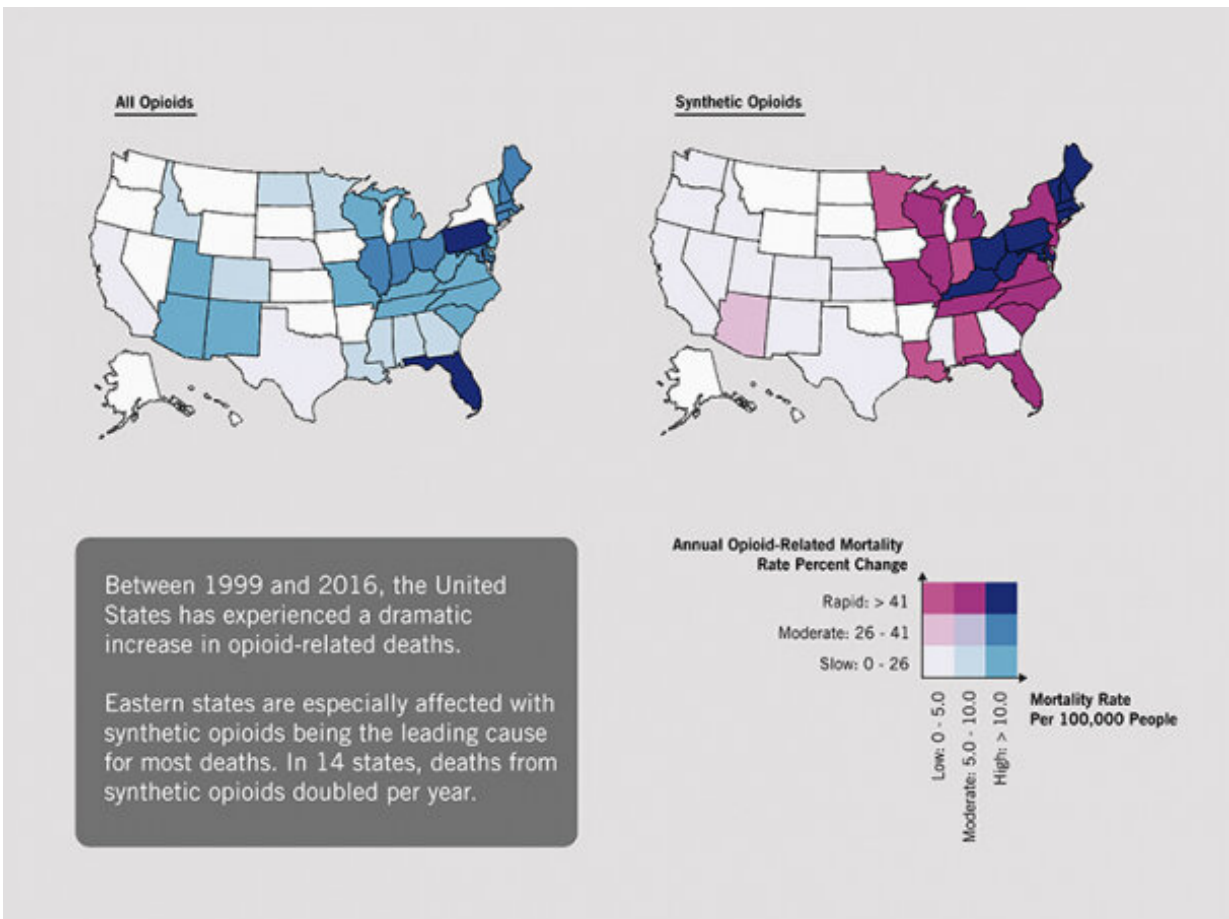 All Opioids
Synthetic Opioids
Between 1999 and 2016, the United
States has experienced a dramatic
increase in opioid-related deaths.
Eastern states are especially affected with
synthetic opioids being the leading cause
for most deaths. In 14 states, deaths from
synthetic opioids doubled per year.
Annual Opioid-Related Mortality
Rate Percent Change
Rapid: > 41
Moderate: 26 - 41
Slow: 0 - 26
Low: 0 - 5.0
Moderate: 5.0 - 10.0
High: > 10.0
Mortality Rate
Per 100,000 People